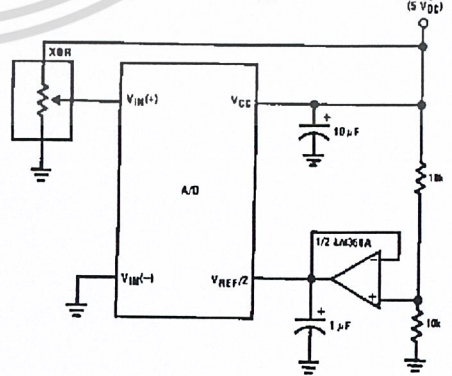 (5 VDC)
XDR
VIN(+)
VCC
+
10 µF
10k
A/D
1/2 LM358A
-
VIN(−)
VREF/2
+
+
1 µF
10k